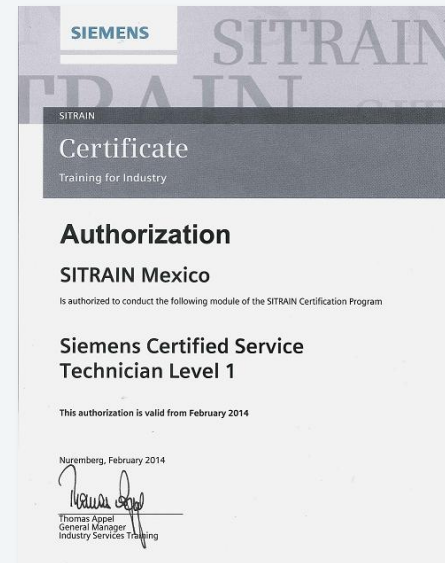 SIEMENS
SITRAIN
TRAIN
SIT
SITRAIN
Certificate
Training for Industry
Authorization
SITRAIN Mexico
Is authorized to conduct the following module of the SITRAIN Certification Program
Siemens Certified Service
Technician Level 1
This authorization is valid from February 2014
Nuremberg, February 2014
Thomas Appel
General Manager
Industry Services Training